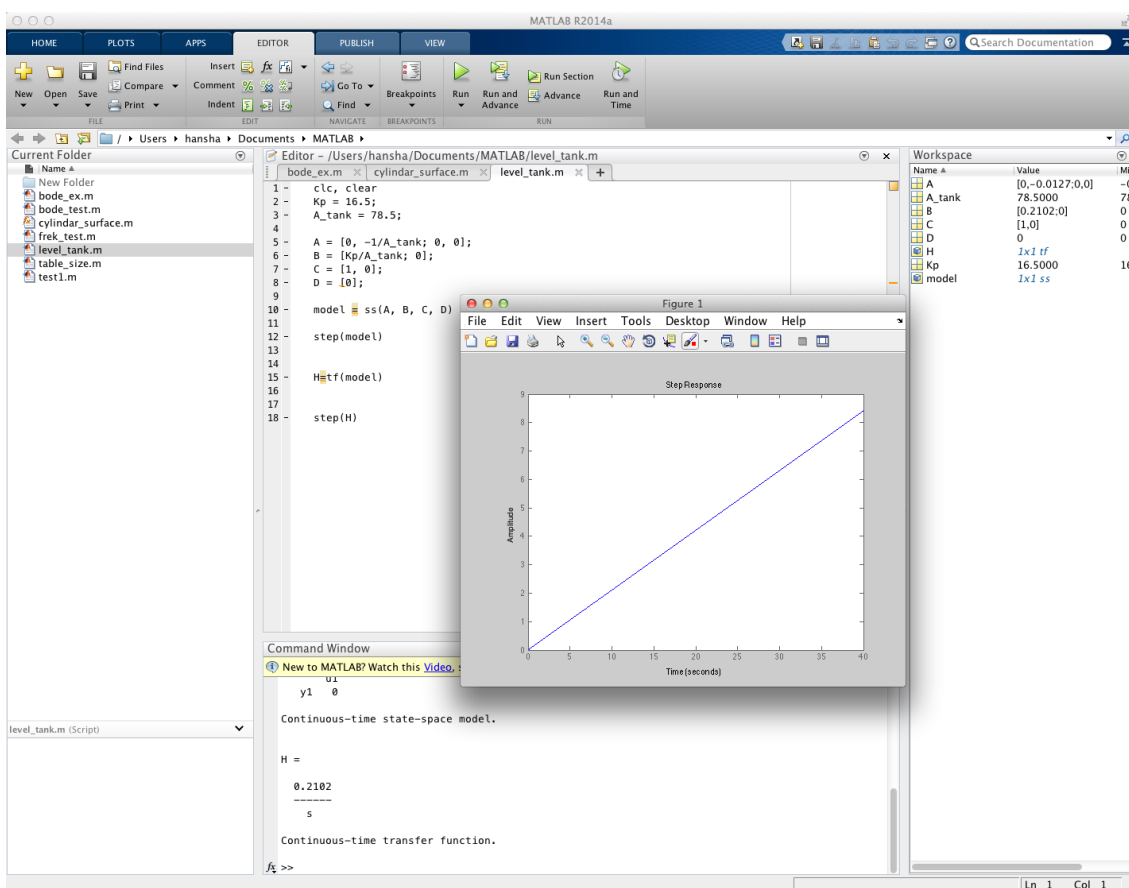 MATLAB R2014a
HOME PLOTS APPS EDITOR PUBLISH VIEW
Search Documentation
New Open Save
Find Files
Compare
Print
FILE
Insert fx
Comment
Indent
EDIT
Go To
Find
NAVIGATE
Breakpoints
BREAKPOINTS
Run
Run and Advance
Run Section
Advance
Run and Time
RUN
/ Users hansha Documents MATLAB
Current Folder
Name
New Folder
bode_ex.m
bode_test.m
cylindar_surface.m
frek_test.m
level_tank.m
table_size.m
test1.m
level_tank.m (Script)
Editor - /Users/hansha/Documents/MATLAB/level_tank.m
bode_ex.m cylindar_surface.m level_tank.m +
1 - clc, clear
2 - Kp = 16.5;
3 - A_tank = 78.5;
4
5 - A = [0, -1/A_tank; 0, 0];
6 - B = [Kp/A_tank; 0];
7 - C = [1, 0];
8 - D = [0];
9
10 - model = ss(A, B, C, D)
11
12 - step(model)
13
14
15 - H=tf(model)
16
17
18 - step(H)
Figure 1
File Edit View Insert Tools Desktop Window Help
Step Response
Amplitude
9
8
7
6
5
4
3
2
1
0
0 5 10 15 20 25 30 35 40
Time (seconds)
Command Window
New to MATLAB? Watch this Video,
u1
y1 0
Continuous-time state-space model.
H =
0.2102
------
s
Continuous-time transfer function.
fx >>
Workspace
Name Value
A [0,-0.0127;0,0]
A_tank 78.5000
B [0.2102;0] 0
C [1,0] 0
D 0 0
H 1x1 tf
Kp 16.5000
model 1x1 ss
Ln 1 Col 1